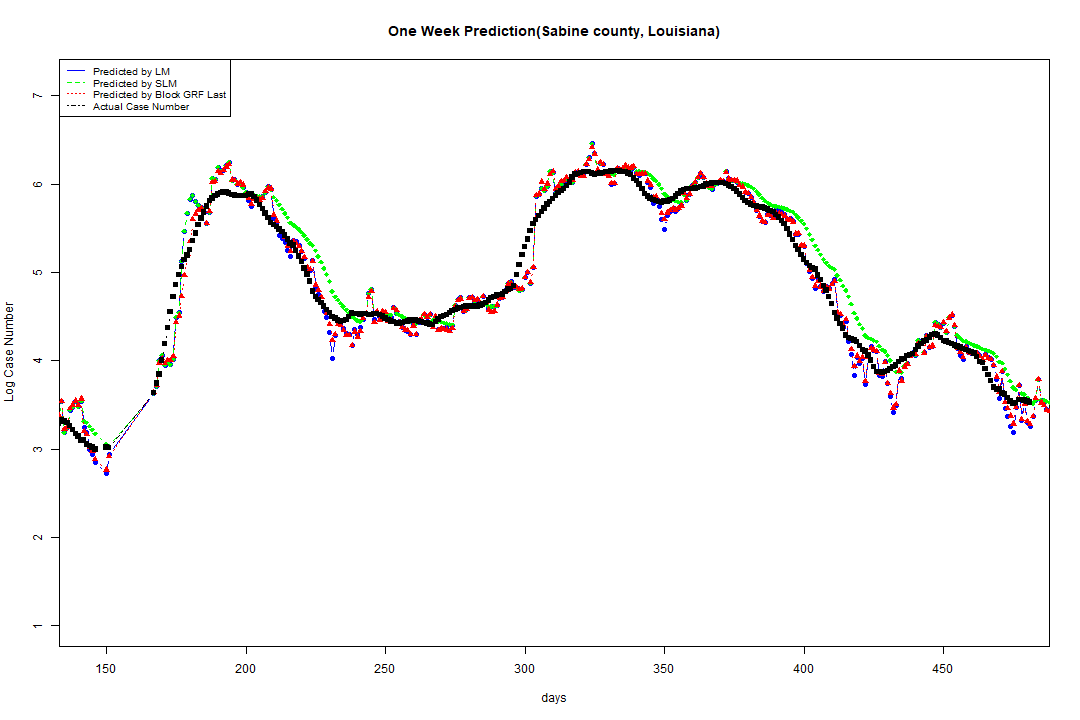 One Week Prediction(Sabine county, Louisiana)
Predicted by LM
Predicted by SLM
Predicted by Block GRF Last
Actual Case Number
7
6
5
4
3
2
1
Log Case Number
150 200 250 300 350 400 450
days